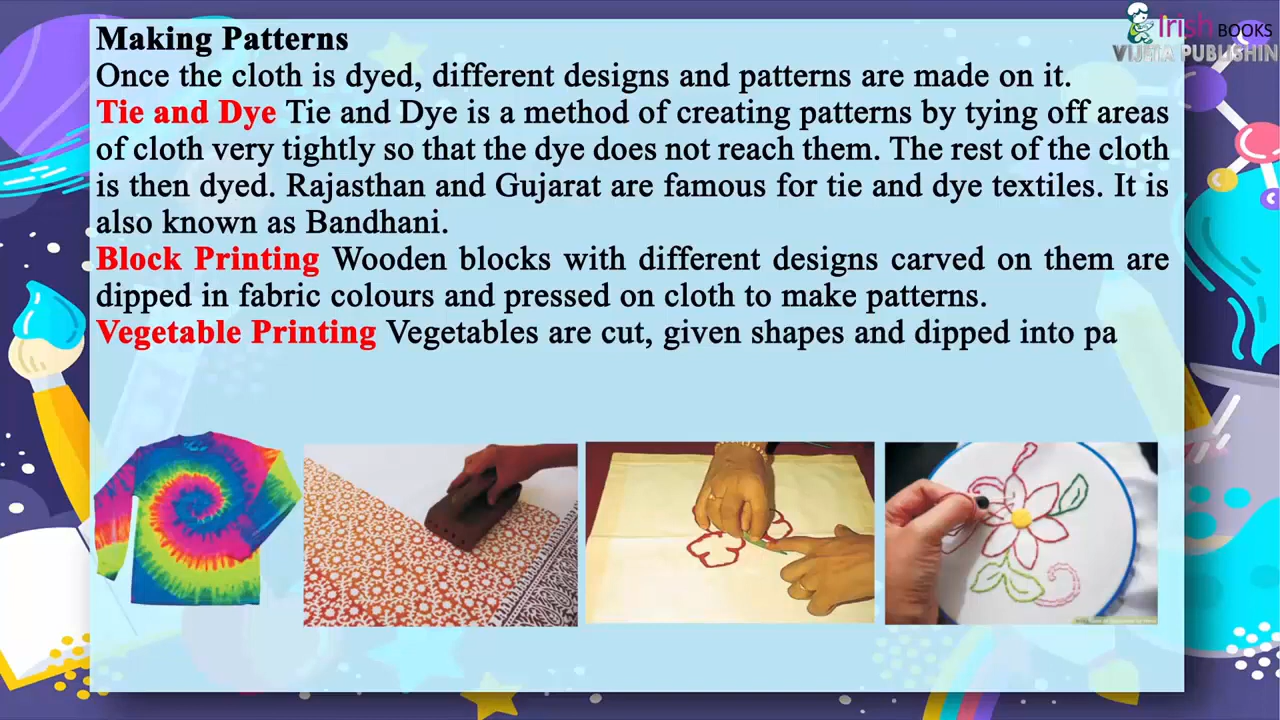 Making Patterns
Once the cloth is dyed, different designs and patterns are made on it.
Tie and Dye Tie and Dye is a method of creating patterns by tying off areas
of cloth very tightly so that the dye does not reach them. The rest of the cloth
is then dyed. Rajasthan and Gujarat are famous for tie and dye textiles. It is
also known as Bandhani.
Block Printing Wooden blocks with different designs carved on them are
dipped in fabric colours and pressed on cloth to make patterns.
Vegetable Printing Vegetables are cut, given shapes and dipped into pa
Irish BOOKS
VIJETA PUBLISHIN